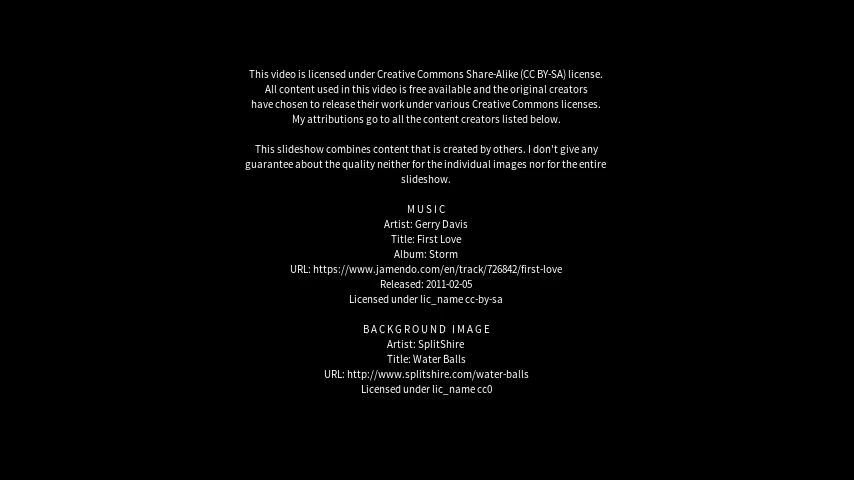 This video is licensed under Creative Commons Share-Alike (CC BY-SA) license.
All content used in this video is free available and the original creators
have chosen to release their work under various Creative Commons licenses.
My attributions go to all the content creators listed below.
This slideshow combines content that is created by others. I don't give any
guarantee about the quality neither for the individual images nor for the entire
slideshow.
MUSIC
Artist: Gerry Davis
Title: First Love
Album: Storm
URL: https://www.jamendo.com/en/track/726842/first-love
Released: 2011-02-05
Licensed under lic_name cc-by-sa
BACKGROUND IMAGE
Artist: SplitShire
Title: Water Balls
URL: http://www.splitshire.com/water-balls
Licensed under lic_name cc0